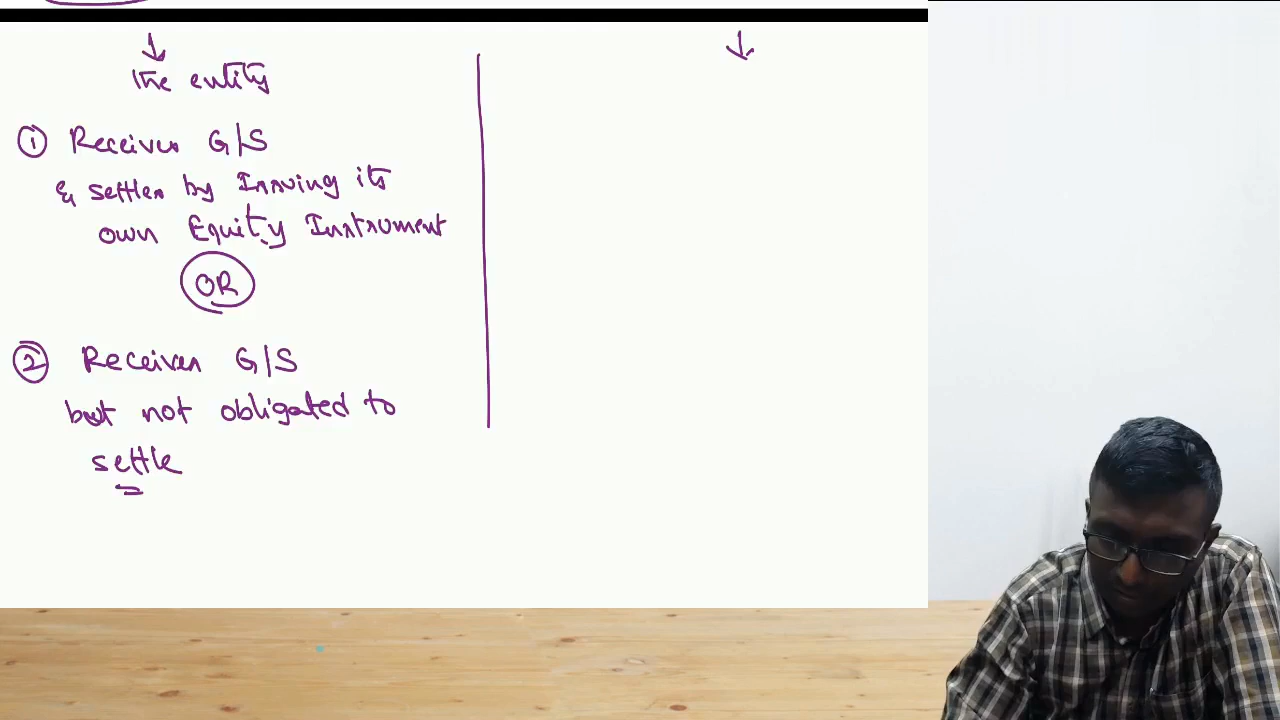 the entity
① Receives G/S
& settles by Issuing its
own Equity Instrument
OR
② Receives G/S
but not obligated to
settle